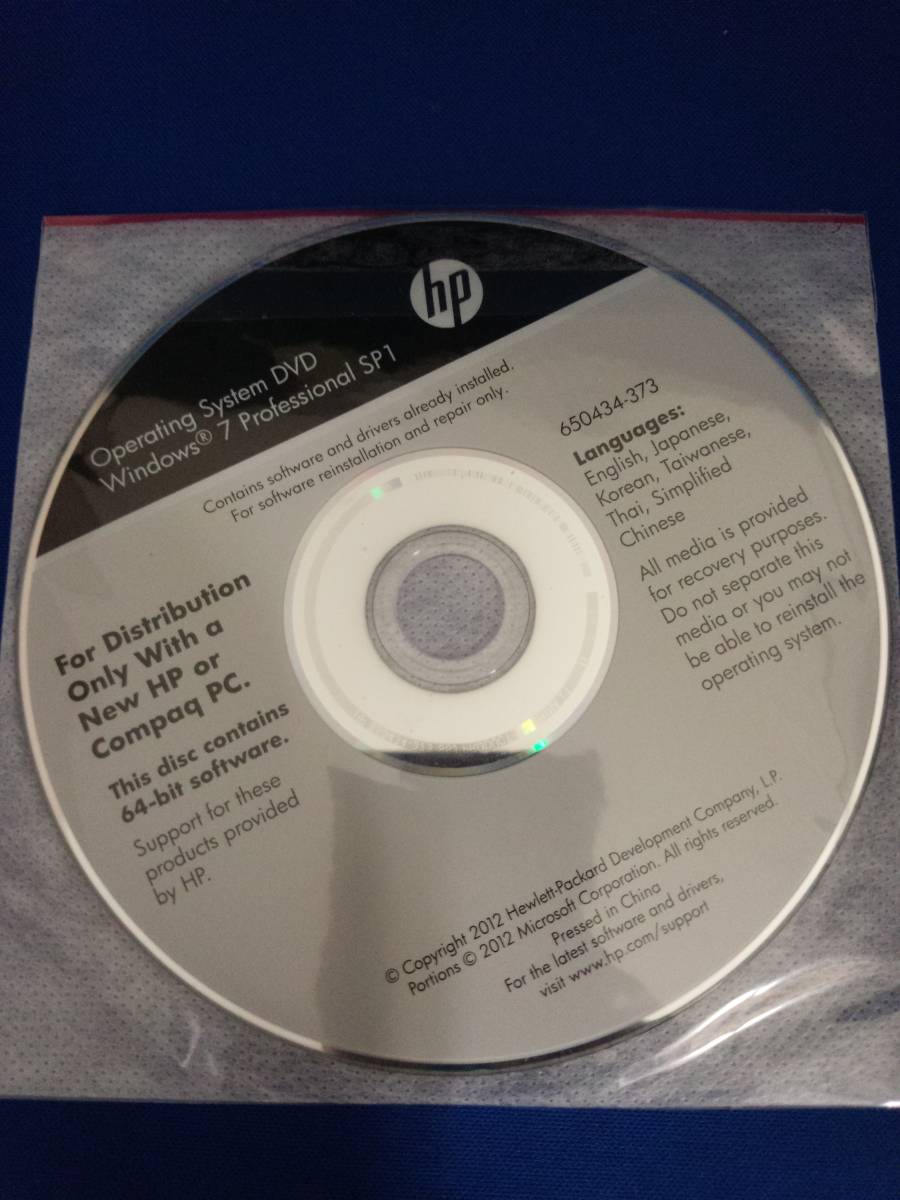 hp
Operating System DVD
Windows® 7 Professional SP1
Contains software and drivers already installed.
For software reinstallation and repair only.
650434-373
Languages:
English, Japanese,
Korean, Taiwanese,
Thai, Simplified
Chinese
All media is provided
for recovery purposes.
Do not separate this
media or you may not
be able to reinstall the
operating system.
For Distribution
Only With a
New HP or
Compaq PC.
This disc contains
64-bit software.
Support for these
products provided
by HP.
© Copyright 2012 Hewlett-Packard Development Company, L.P.
Portions © 2012 Microsoft Corporation. All rights reserved.
Pressed in China
For the latest software and drivers,
visit www.hp.com/support